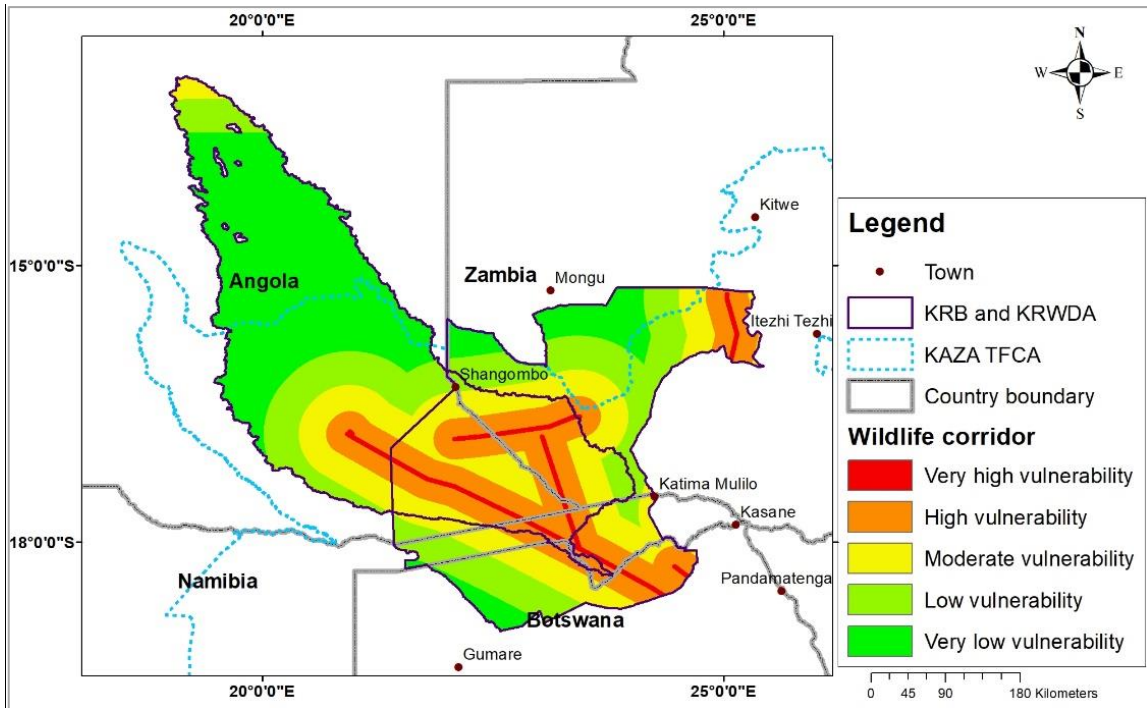 20°0'0"E
25°0'0"E
N
W
E
S
Kitwe
15°0'0"S
Angola
Zambia
Mongu
Itezhi Tezhi
Shangombo
Katima Mulilo
Kasane
18°0'0"S
Namibia
Pandamatenga
Botswana
Gumare
20°0'0"E
25°0'0"E
Legend
Town
KRB and KRWDA
KAZA TFCA
Country boundary
Wildlife corridor
Very high vulnerability
High vulnerability
Moderate vulnerability
Low vulnerability
Very low vulnerability
0 45 90 180 Kilometers